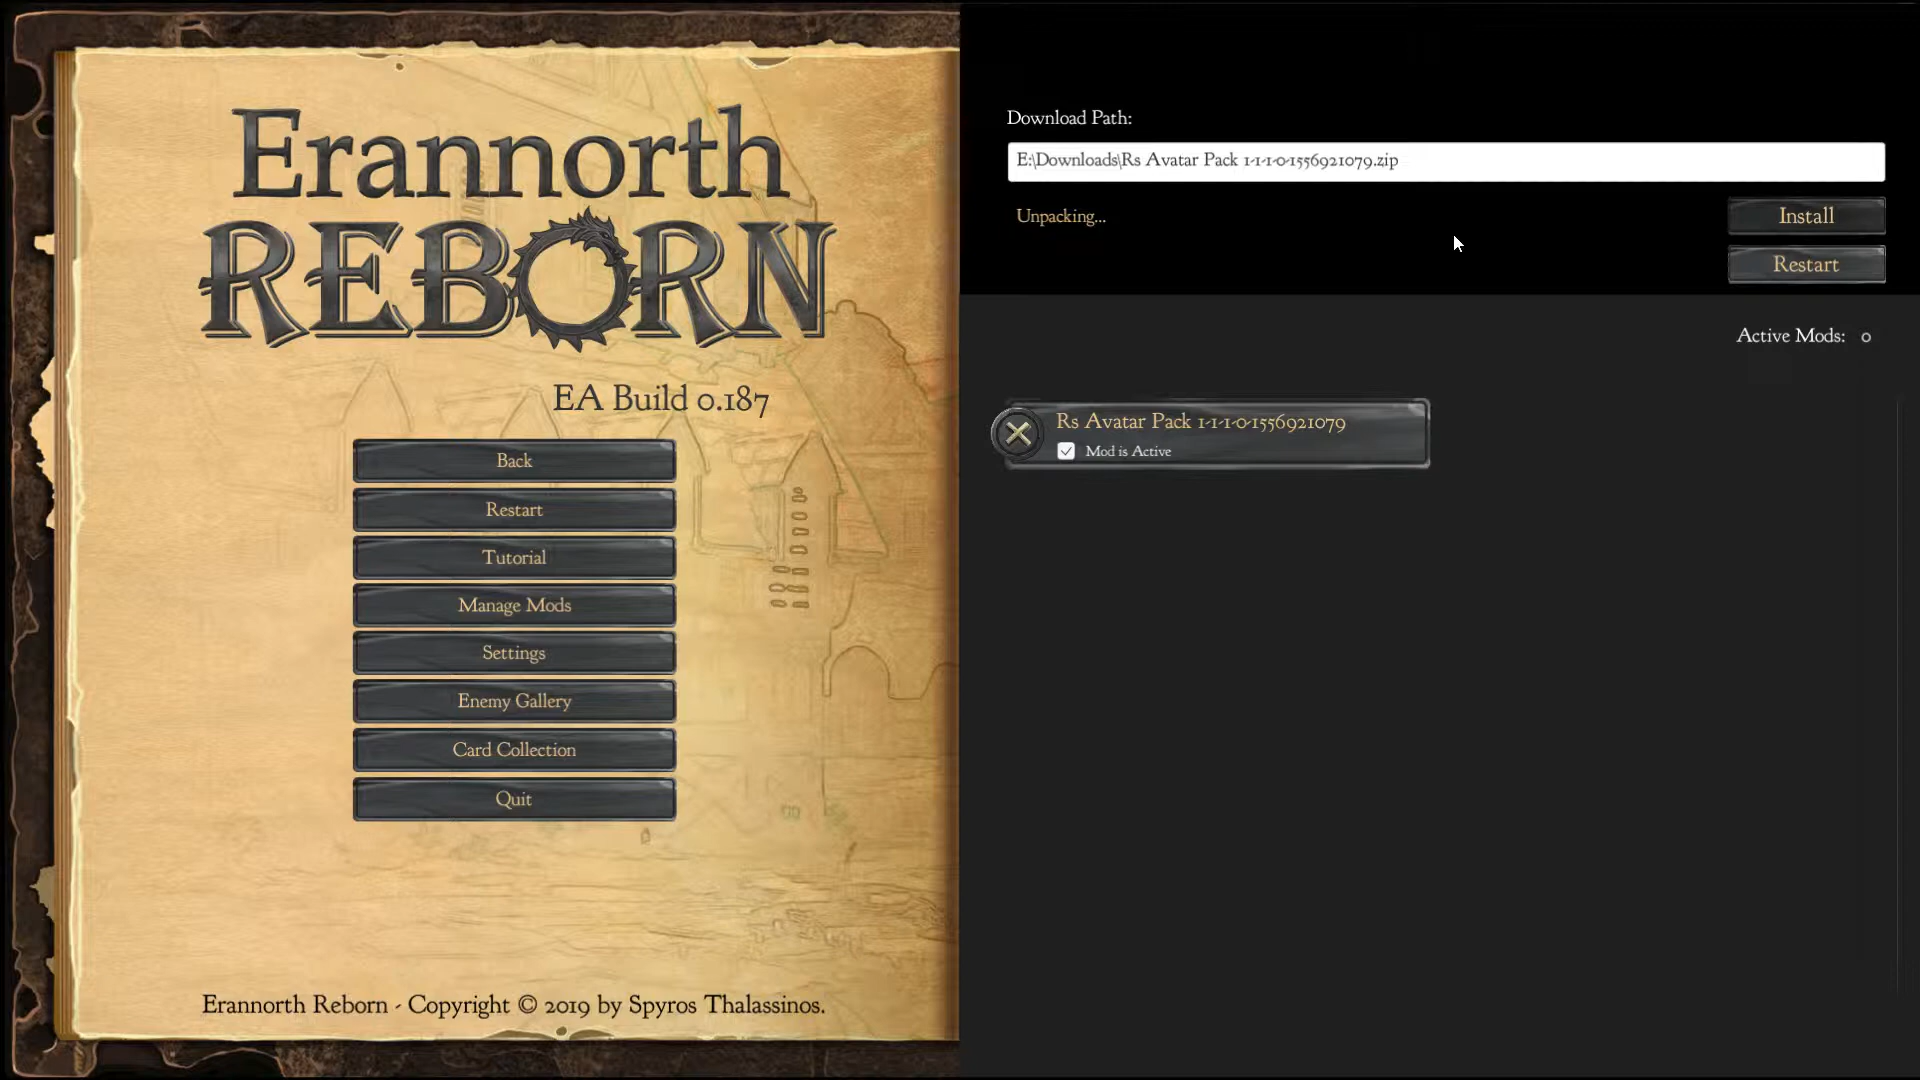 Erannorth
REBORN
EA Build 0.187
Back
Restart
Tutorial
Manage Mods
Settings
Enemy Gallery
Card Collection
Quit
Erannorth Reborn - Copyright © 2019 by Spyros Thalassinos.
Download Path:
E:\Downloads\Rs Avatar Pack 1-1-1-0-1556921079.zip
Unpacking...
Install
Restart
Active Mods: 0
Rs Avatar Pack 1-1-1-0-1556921079
Mod is Active